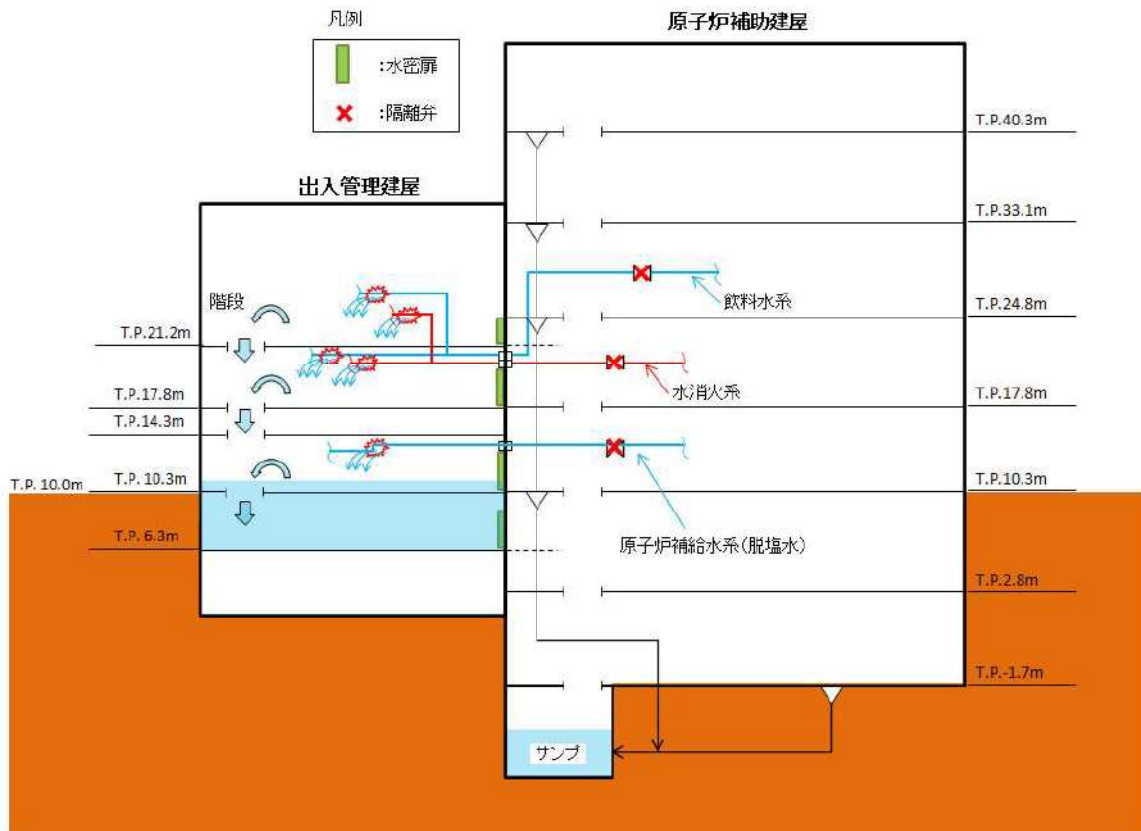 凡例
:水密扉
:隔離弁
原子炉補助建屋
T.P.40.3m
出入管理建屋
T.P.33.1m
階段
飲料水系
T.P.24.8m
T.P.21.2m
水消火系
T.P.17.8m
T.P.17.8m
T.P.14.3m
T.P. 10.0m
T.P. 10.3m
T.P.10.3m
T.P. 6.3m
原子炉補給水系(脱塩水)
T.P.2.8m
T.P.-1.7m
サンプ